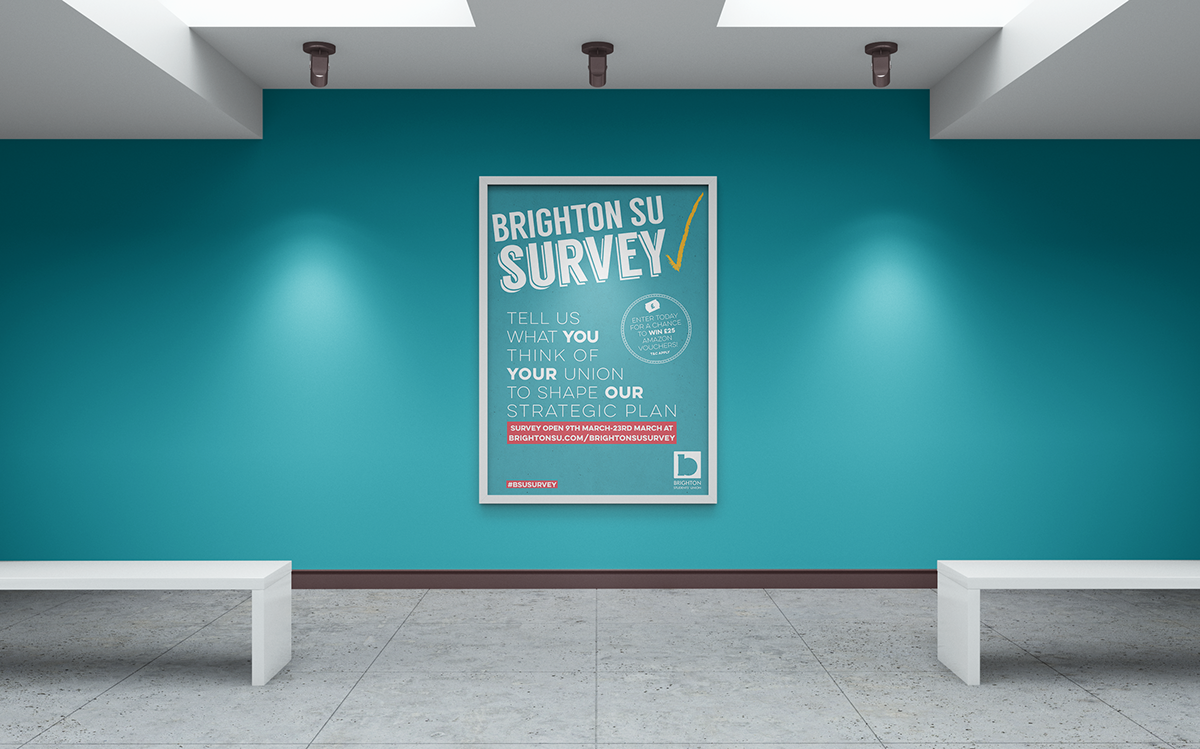 BRIGHTON SU
SURVEY
ENTER TODAY
FOR A CHANCE
TO WIN £25
AMAZON
VOUCHERS!
T&C APPLY
TELL US
WHAT YOU
THINK OF
YOUR UNION
TO SHAPE OUR
STRATEGIC PLAN
SURVEY OPEN 9TH MARCH-23RD MARCH AT
BRIGHTONSU.COM/BRIGHTONSUSURVEY
#BSUSURVEY
BRIGHTON
STUDENTS' UNION